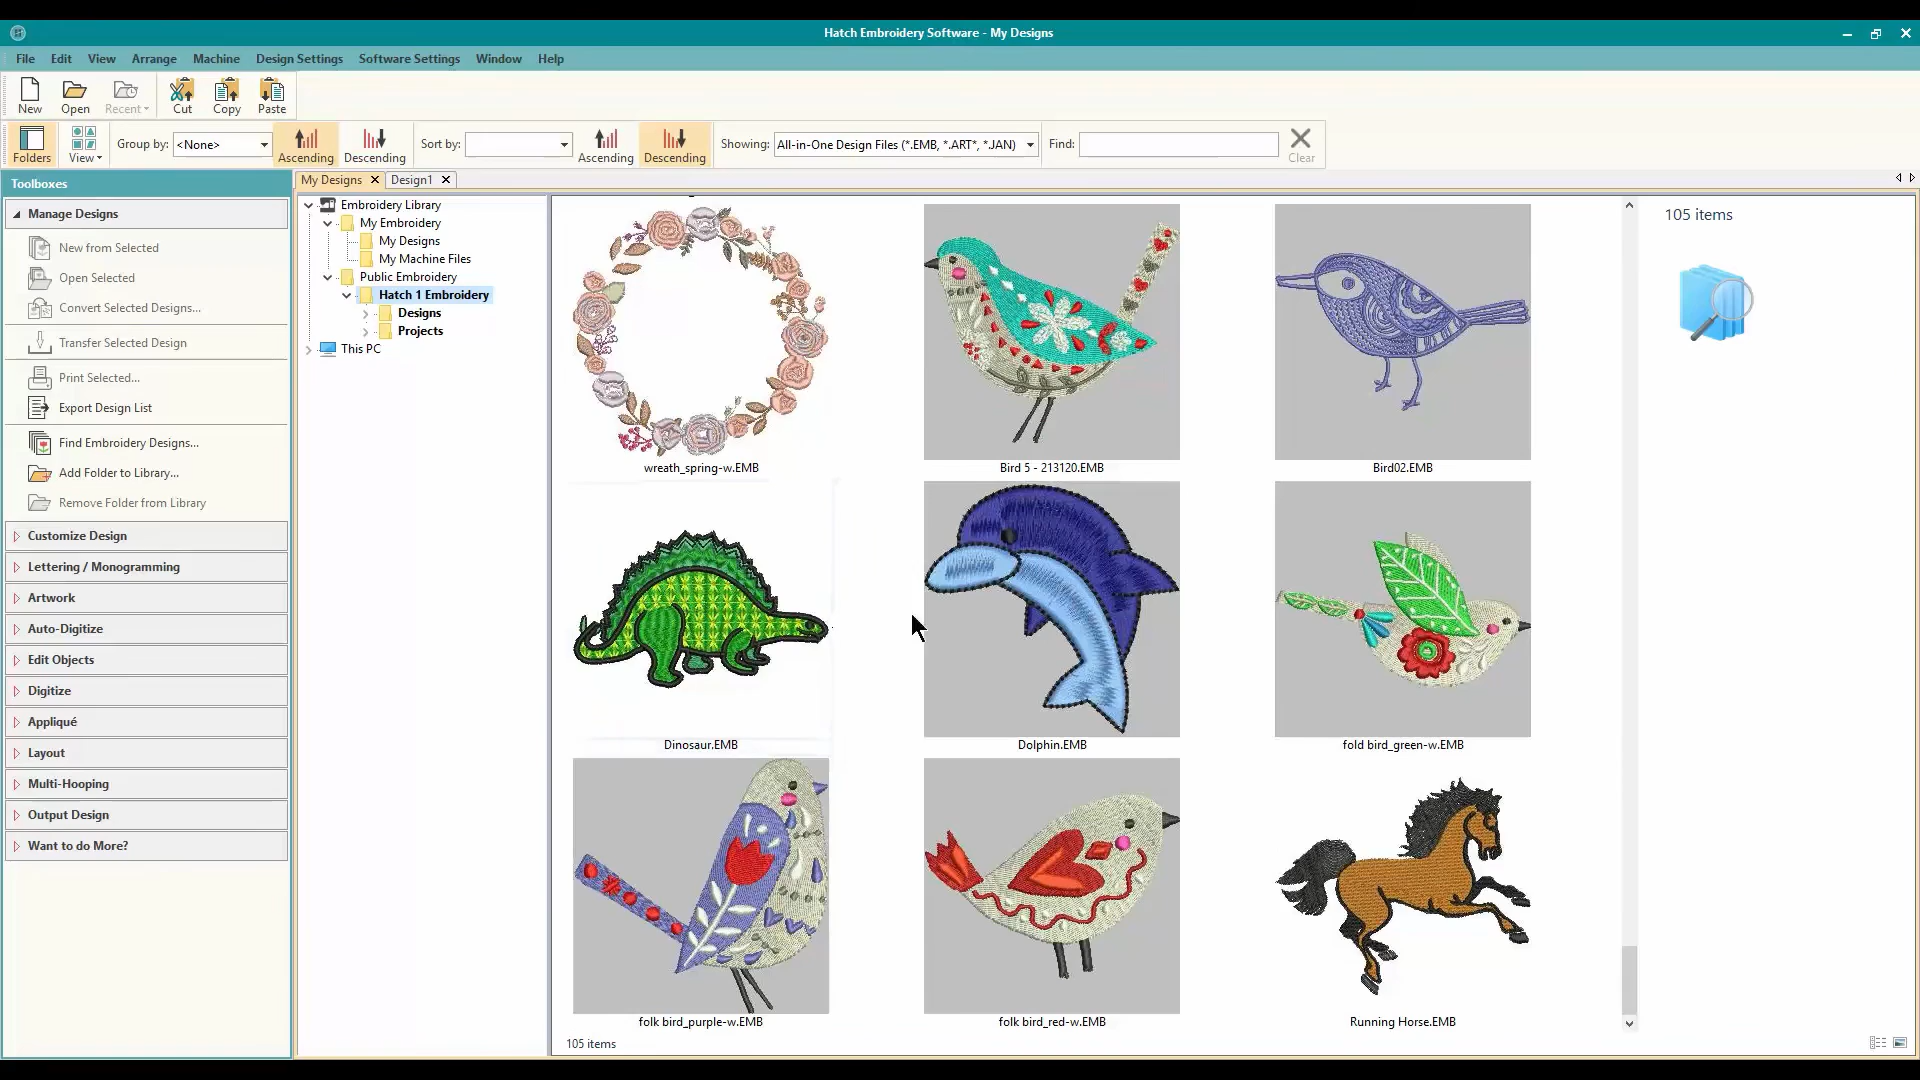 Hatch Embroidery Software - My Designs
File Edit View Arrange Machine Design Settings Software Settings Window Help
New Open Recent Cut Copy Paste
Folders View Group by: <None> Ascending Descending Sort by: Ascending Descending Showing: All-in-One Design Files (*.EMB, *.ART*, *.JAN) Find: Clear
Toolboxes
My Designs Design1
Manage Designs
New from Selected
Open Selected
Convert Selected Designs...
Transfer Selected Design
Print Selected...
Export Design List
Find Embroidery Designs...
Add Folder to Library...
Remove Folder from Library
Customize Design
Lettering / Monogramming
Artwork
Auto-Digitize
Edit Objects
Digitize
Appliqué
Layout
Multi-Hooping
Output Design
Want to do More?
Embroidery Library
My Embroidery
My Designs
My Machine Files
Public Embroidery
Hatch 1 Embroidery
Designs
Projects
This PC
wreath_spring-w.EMB
Bird 5 - 213120.EMB
Bird02.EMB
Dinosaur.EMB
Dolphin.EMB
fold bird_green-w.EMB
folk bird_purple-w.EMB
folk bird_red-w.EMB
Running Horse.EMB
105 items
105 items